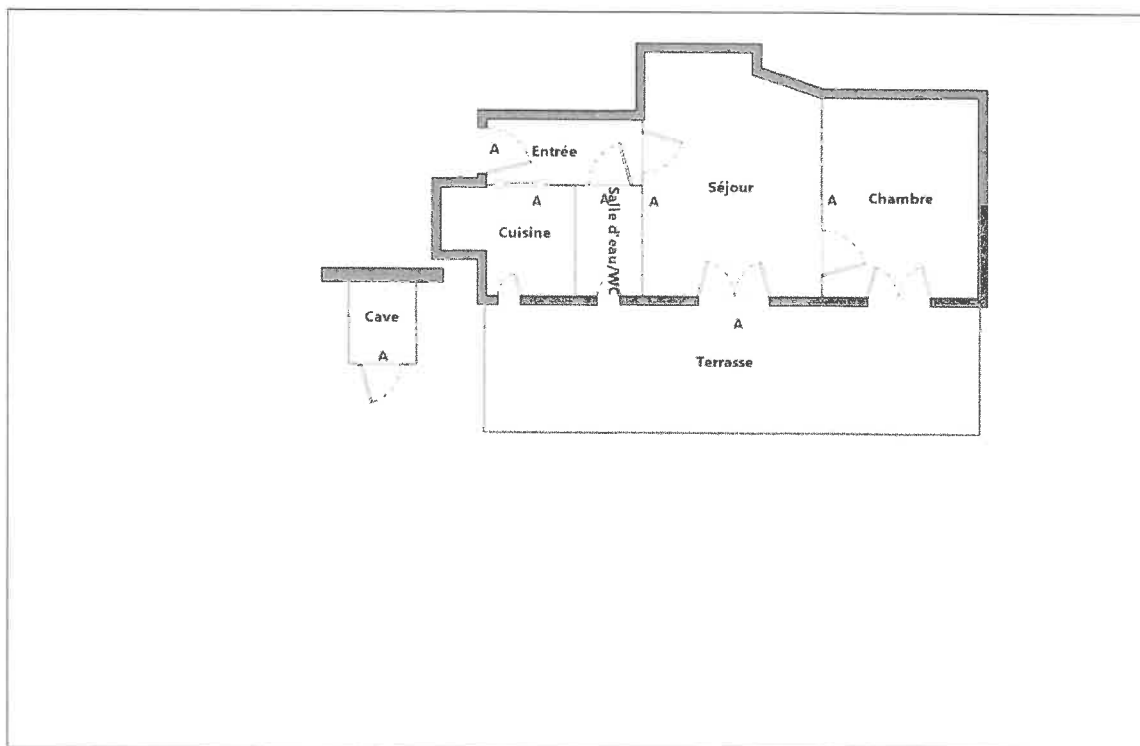 A
Entrée
Séjour
Chambre
A
A
A
A
Salle d'eau/WC
Cuisine
Cave
A
A
Terrasse